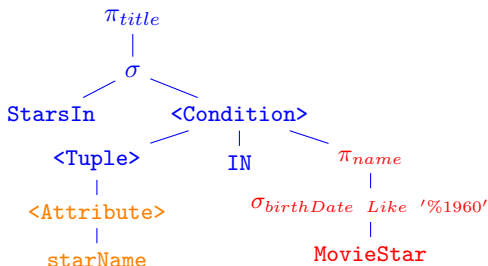 π_title
σ
StarsIn <Condition>
<Tuple> IN π_name
<Attribute> σ_birthDate Like '%1960'
starName MovieStar